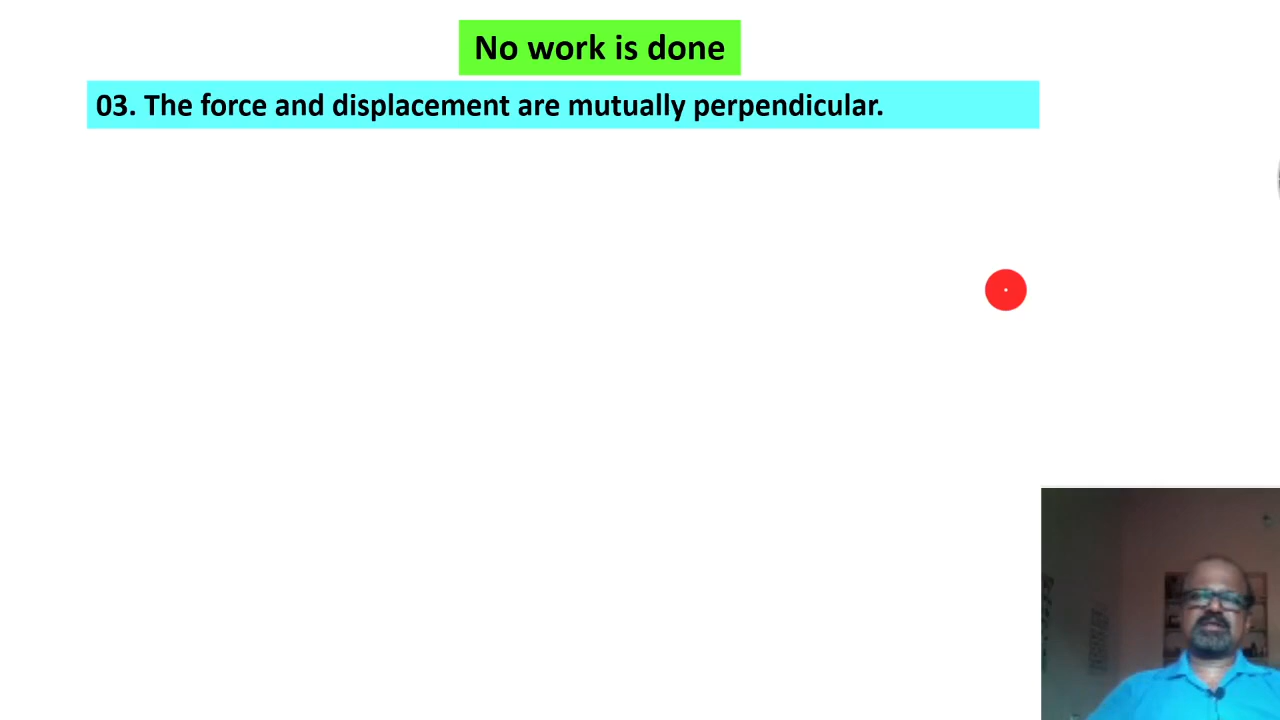 No work is done
03. The force and displacement are mutually perpendicular.